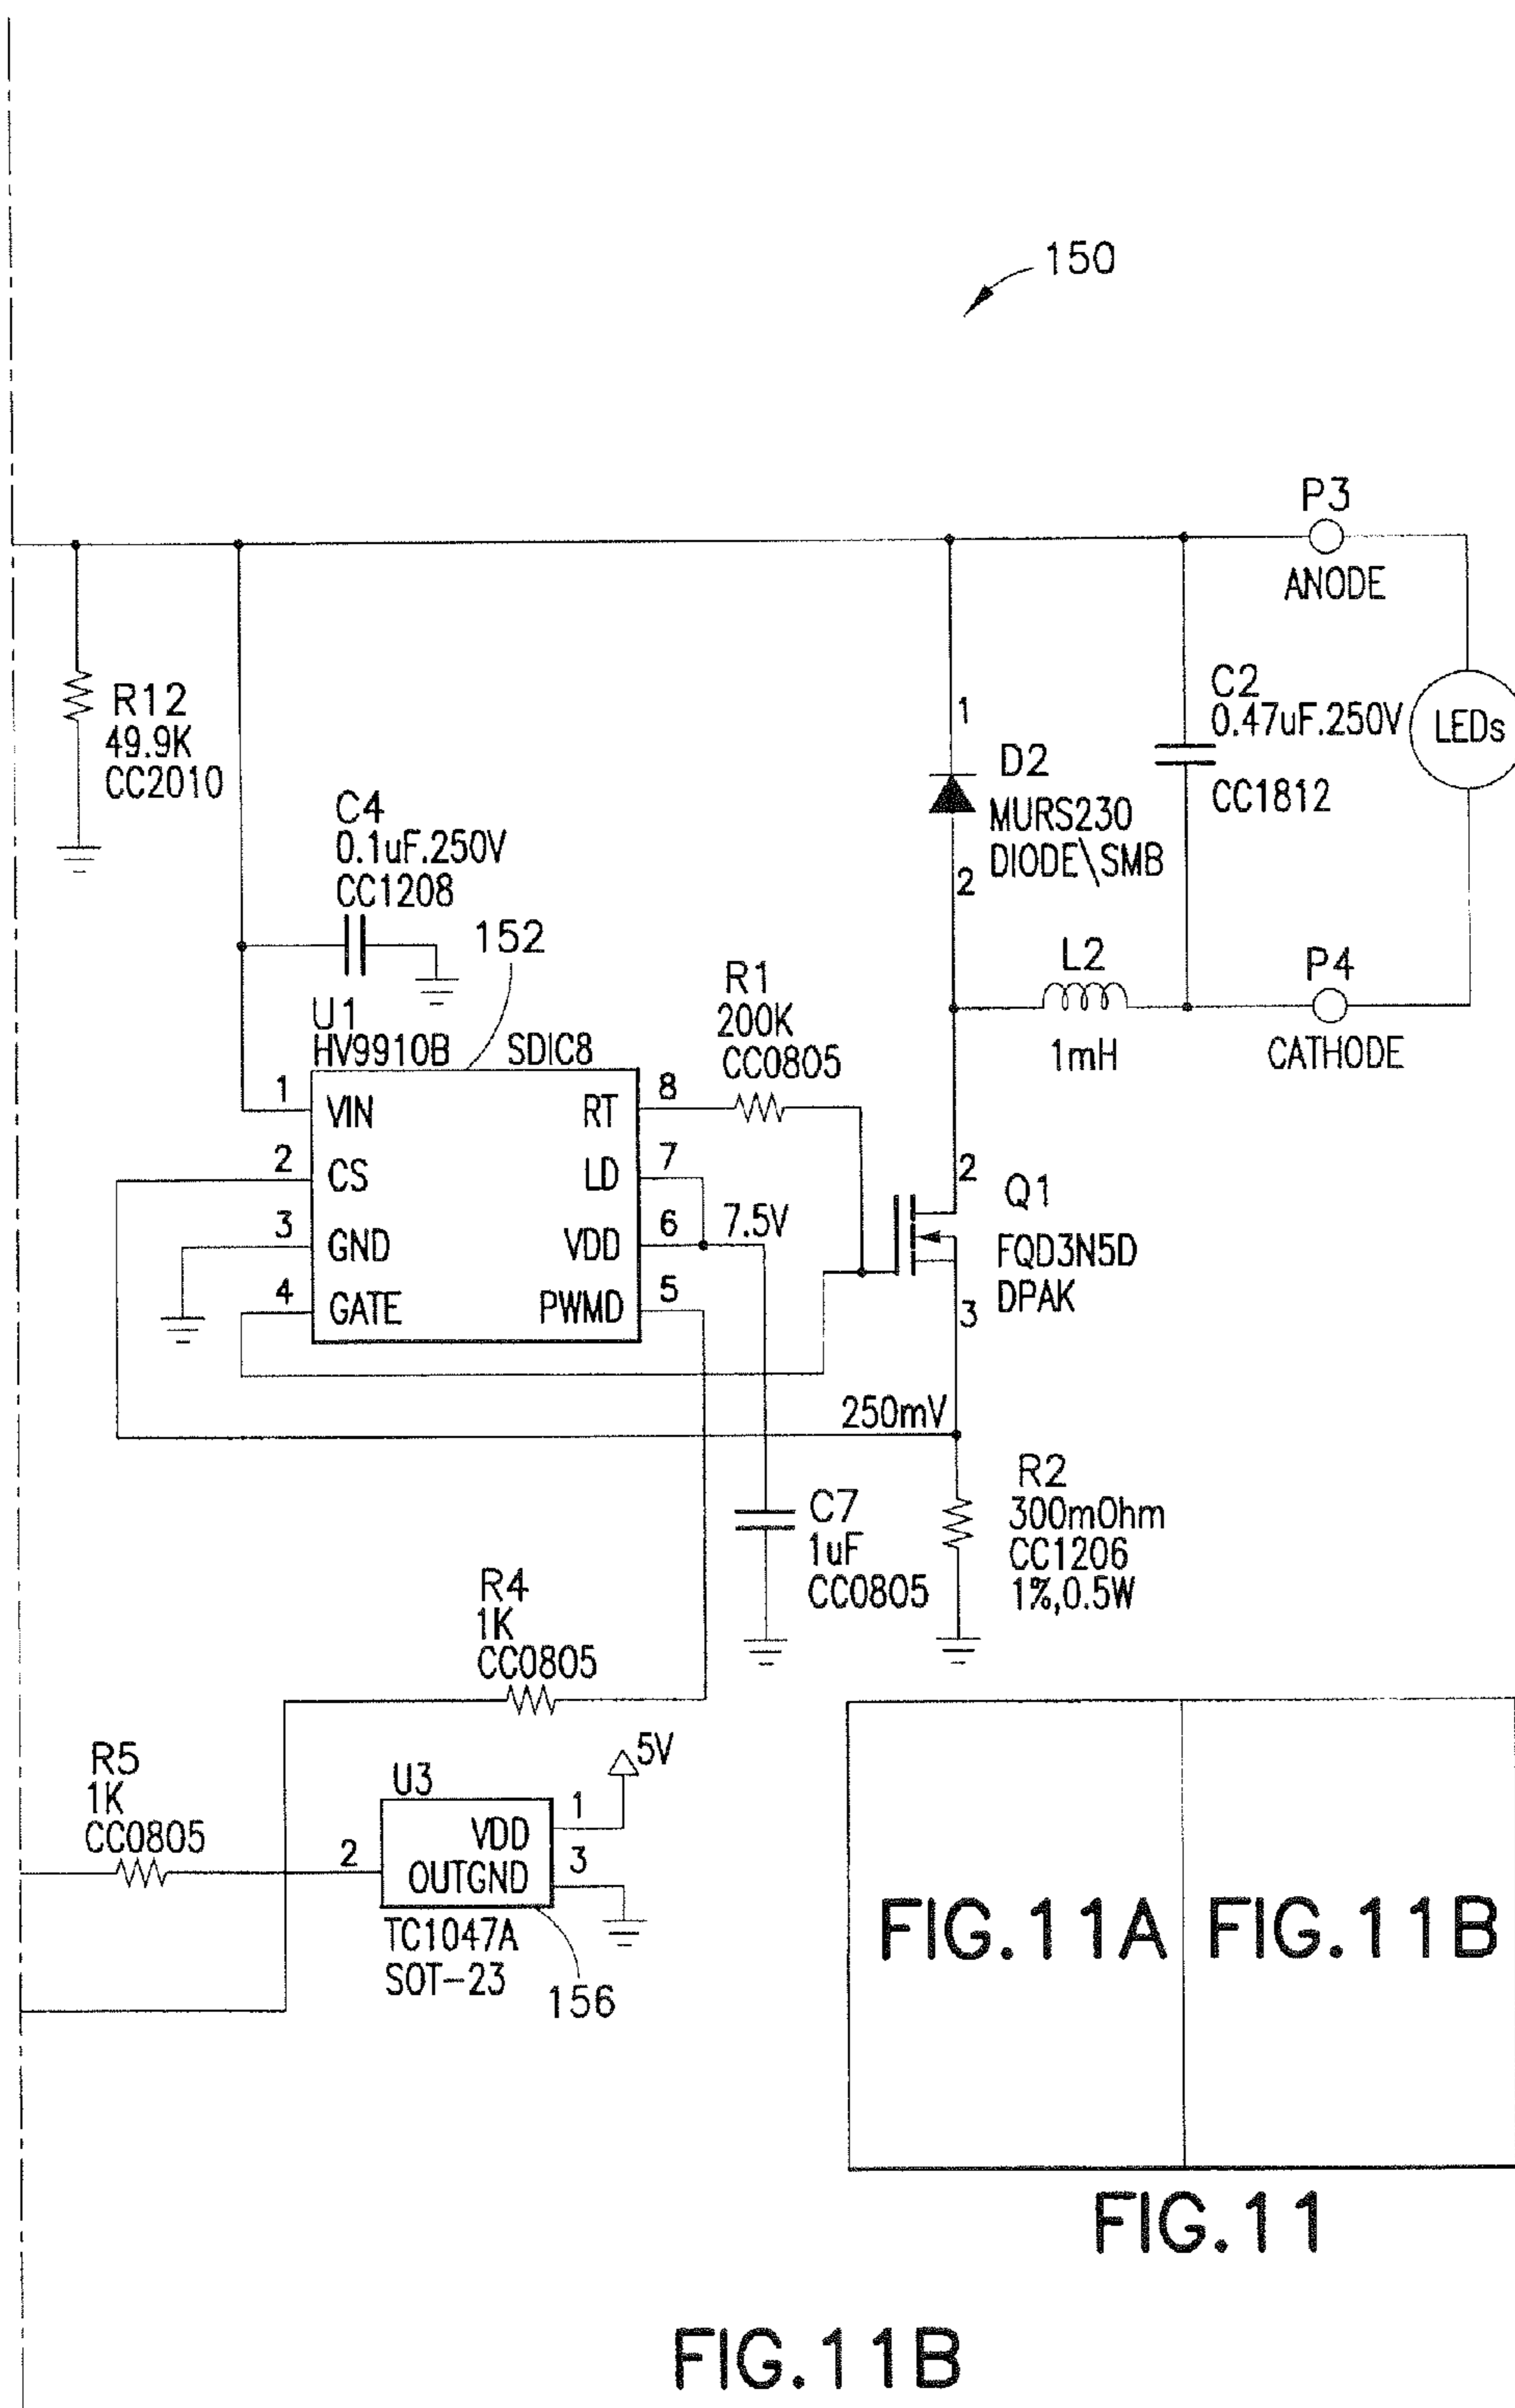 150
P3
ANODE
R12
49.9K
CC2010
C4
0.1uF.250V
CC1208
1
D2
MURS230
DIODE\SMB
2
C2
0.47uF.250V
CC1812
LEDs
152
U1
HV9910B SDIC8
R1
200K
CC0805
L2
1mH
P4
CATHODE
1 VIN RT 8
2 CS LD 7
3 GND VDD 6 7.5V
4 GATE PWMD 5
2
Q1
FQD3N5D
DPAK
3
250mV
R2
300mOhm
CC1206
1%,0.5W
C7
1uF
CC0805
R4
1K
CC0805
R5
1K
CC0805
U3
5V
VDD 1
2 OUTGND 3
TC1047A
SOT-23
156
FIG.11A FIG.11B
FIG.11
FIG.11B